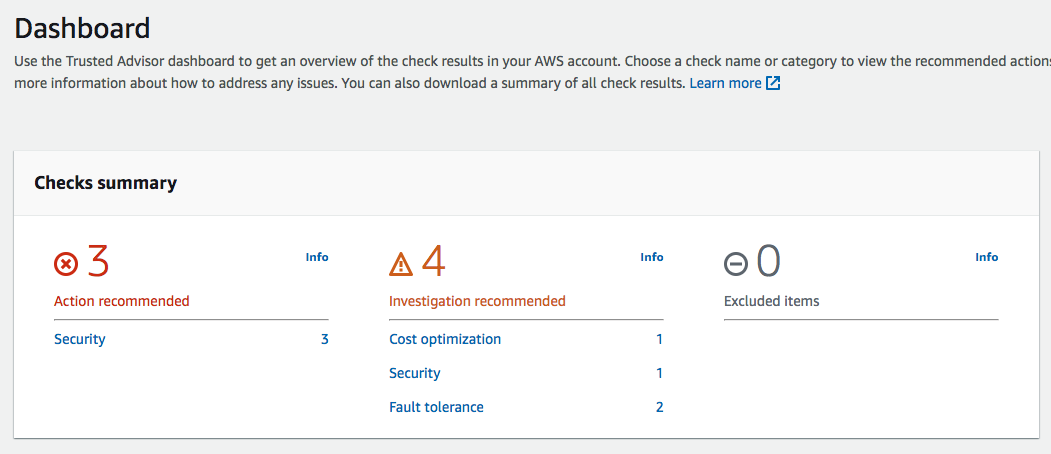 Dashboard
Use the Trusted Advisor dashboard to get an overview of the check results in your AWS account. Choose a check name or category to view the recommended actions
more information about how to address any issues. You can also download a summary of all check results. Learn more
Checks summary
3
Info
Action recommended
Security 3
4
Info
Investigation recommended
Cost optimization 1
Security 1
Fault tolerance 2
0
Info
Excluded items